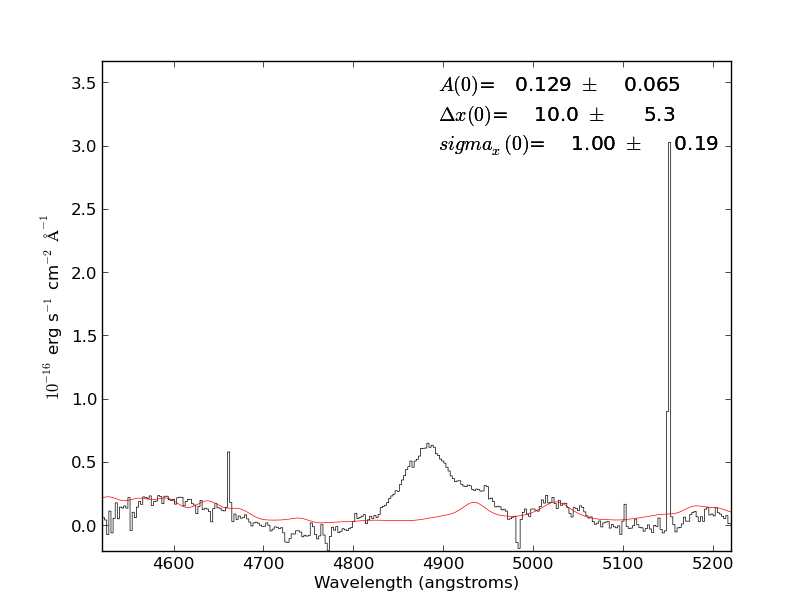 A(0)= 0.129 ± 0.065
Δx(0)= 10.0 ± 5.3
sigmaₓ(0)= 1.00 ± 0.19
3.5
3.0
2.5
2.0
1.5
1.0
0.5
0.0
10⁻¹⁶ erg s⁻¹ cm⁻² Å⁻¹
4600 4700 4800 4900 5000 5100 5200
Wavelength (angstroms)